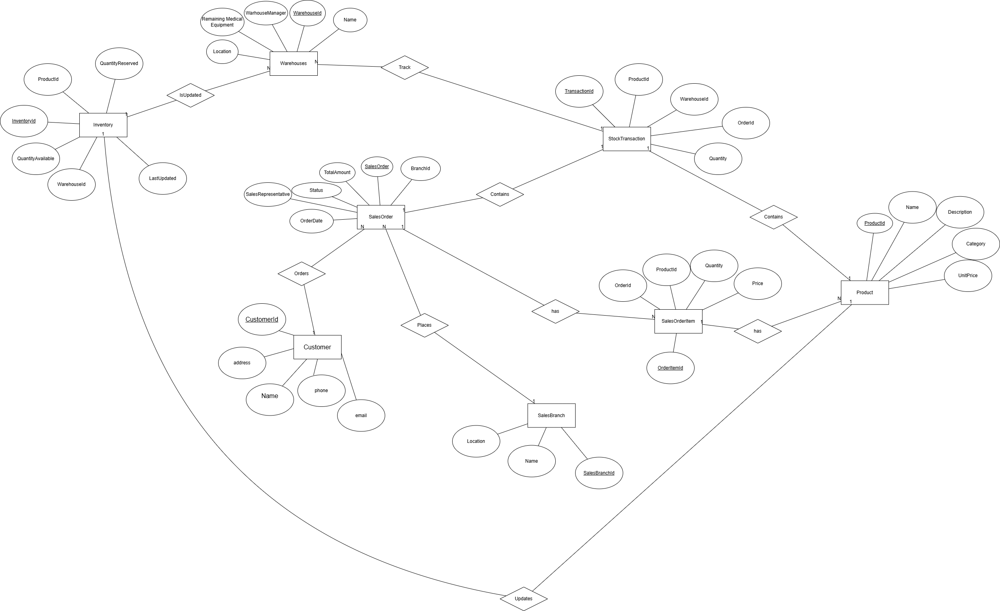 WarhouseManager
WarehouseId
Remaining Medical
Equipment
Name
Location
Warehouses
N
N
Track
QuantityReserved
ProductId
IsUpdated
InventoryId
Inventory
1
1
QuantityAvailable
WarehouseId
LastUpdated
TransactionId
ProductId
WarehouseId
OrderId
Quantity
StockTransaction
1
1
1
SalesOrder
BranchId
TotalAmount
Status
SalesRepresentative
OrderDate
SalesOrder
1
N
N
1
Contains
Contains
Name
Description
ProductId
Category
UnitPrice
Product
1
N
1
Orders
Places
has
OrderId
ProductId
Quantity
Price
SalesOrderItem
N
1
has
OrderItemId
CustomerId
1
Customer
address
Name
phone
email
1
SalesBranch
Location
Name
SalesBranchId
Updates